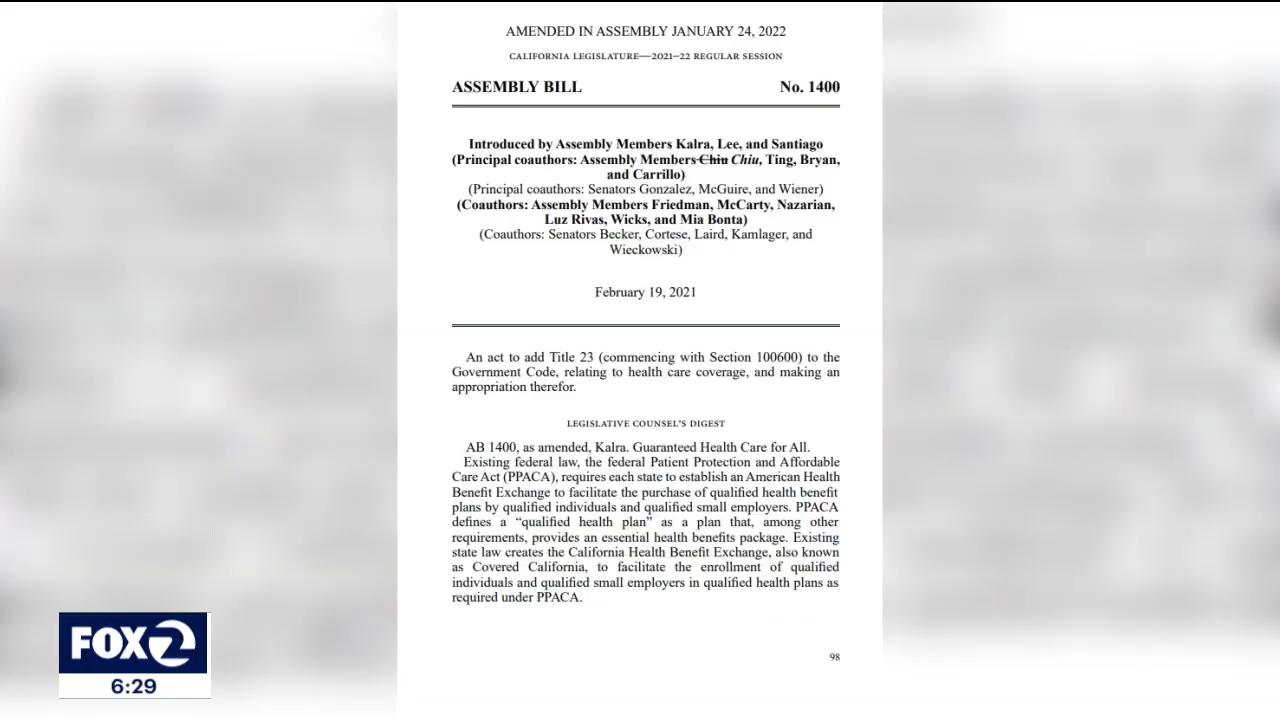 AMENDED IN ASSEMBLY JANUARY 24, 2022
CALIFORNIA LEGISLATURE—2021–22 REGULAR SESSION
ASSEMBLY BILL No. 1400
Introduced by Assembly Members Kalra, Lee, and Santiago
(Principal coauthors: Assembly Members Chiu Chiu, Ting, Bryan,
and Carrillo)
(Principal coauthors: Senators Gonzalez, McGuire, and Wiener)
(Coauthors: Assembly Members Friedman, McCarty, Nazarian,
Luz Rivas, Wicks, and Mia Bonta)
(Coauthors: Senators Becker, Cortese, Laird, Kamlager, and
Wieckowski)
February 19, 2021
An act to add Title 23 (commencing with Section 100600) to the
Government Code, relating to health care coverage, and making an
appropriation therefor.
LEGISLATIVE COUNSEL'S DIGEST
AB 1400, as amended, Kalra. Guaranteed Health Care for All.
Existing federal law, the federal Patient Protection and Affordable
Care Act (PPACA), requires each state to establish an American Health
Benefit Exchange to facilitate the purchase of qualified health benefit
plans by qualified individuals and qualified small employers. PPACA
defines a “qualified health plan” as a plan that, among other
requirements, provides an essential health benefits package. Existing
state law creates the California Health Benefit Exchange, also known
as Covered California, to facilitate the enrollment of qualified
individuals and qualified small employers in qualified health plans as
required under PPACA.
98
FOX 2
6:29